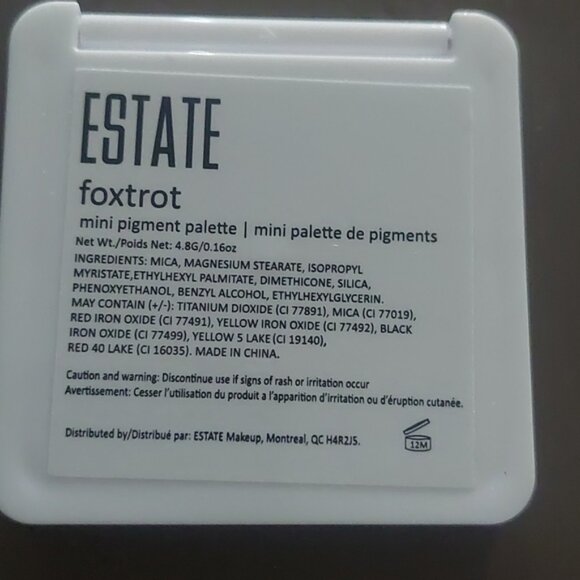 ESTATE
foxtrot
mini pigment palette | mini palette de pigments
Net Wt./Poids Net: 4.8G/0.16oz
INGREDIENTS: MICA, MAGNESIUM STEARATE, ISOPROPYL
MYRISTATE,ETHYLHEXYL PALMITATE, DIMETHICONE, SILICA,
PHENOXYETHANOL, BENZYL ALCOHOL, ETHYLHEXYLGLYCERIN.
MAY CONTAIN (+/-): TITANIUM DIOXIDE (CI 77891), MICA (CI 77019),
RED IRON OXIDE (CI 77491), YELLOW IRON OXIDE (CI 77492), BLACK
IRON OXIDE (CI 77499), YELLOW 5 LAKE (CI 19140),
RED 40 LAKE (CI 16035). MADE IN CHINA.
Caution and warning: Discontinue use if signs of rash or irritation occur
Avertissement: Cesser l'utilisation du produit a l'apparition d'irritation ou d'éruption cutanée.
Distributed by/Distribué par: ESTATE Makeup, Montreal, QC H4R2J5.
12M